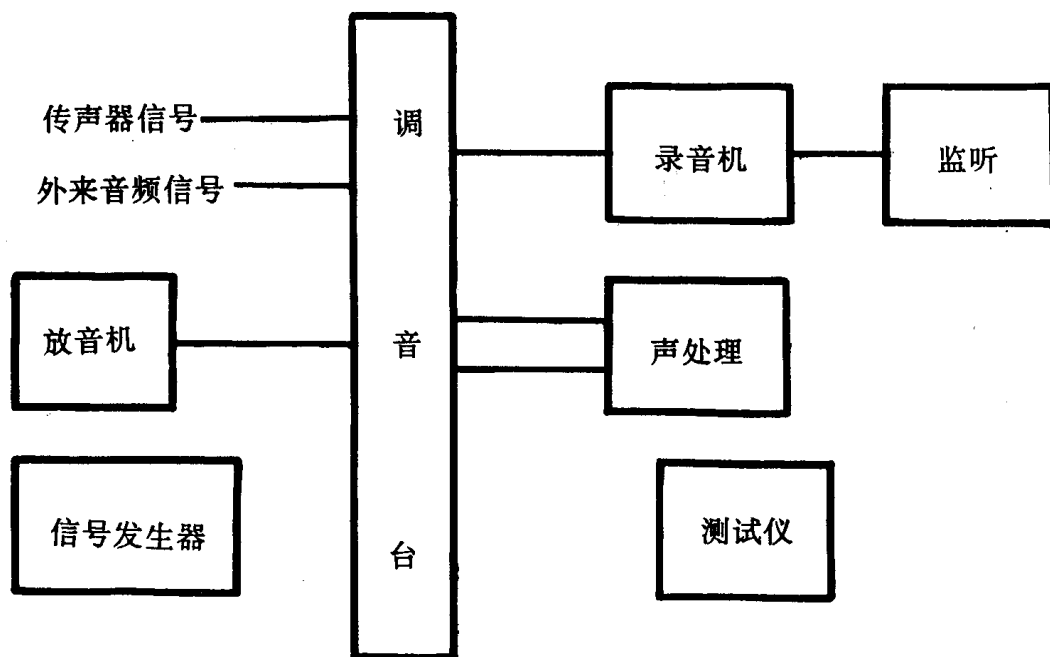 传声器信号
外来音频信号
放音机
信号发生器
调音台
录音机
监听
声处理
测试仪